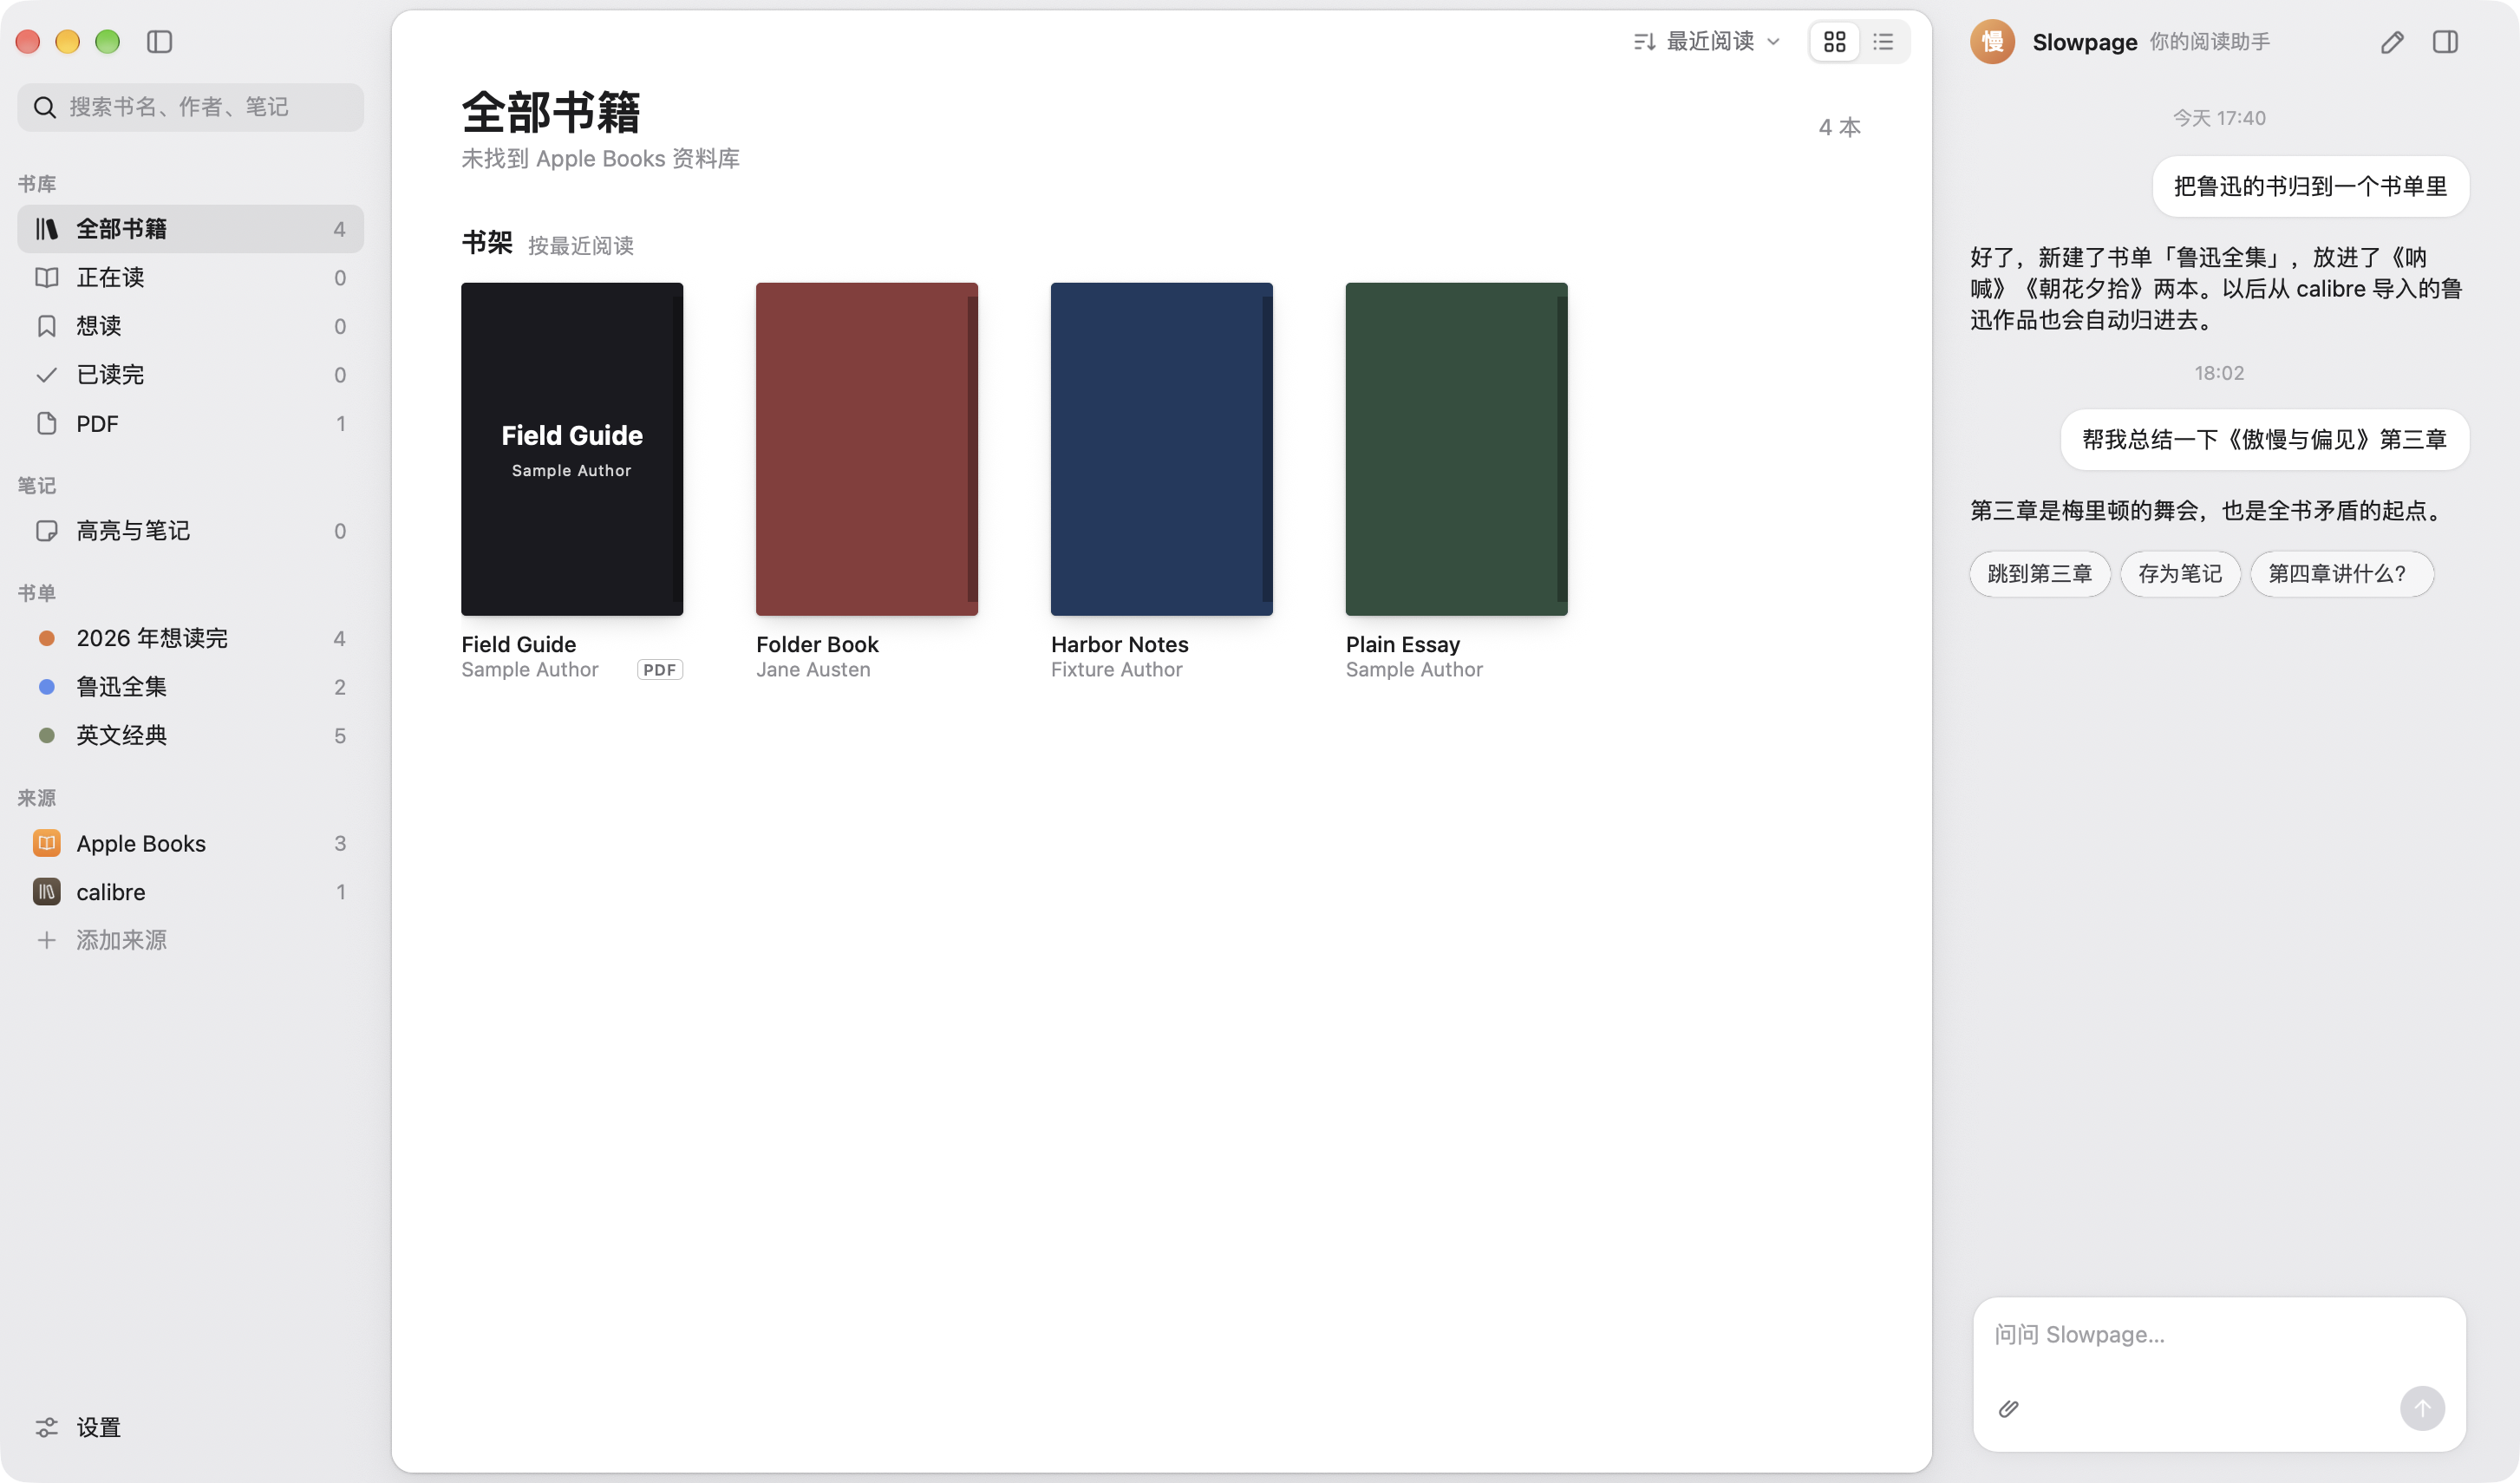 搜索书名、作者、笔记
书库
全部书籍 4
正在读 0
想读 0
已读完 0
PDF 1
笔记
高亮与笔记 0
书单
2026 年想读完 4
鲁迅全集 2
英文经典 5
来源
Apple Books 3
calibre 1
添加来源
设置
最近阅读
全部书籍
未找到 Apple Books 资料库
4 本
书架 按最近阅读
Field Guide
Sample Author
Field Guide
Sample Author PDF
Folder Book
Jane Austen
Harbor Notes
Fixture Author
Plain Essay
Sample Author
慢 Slowpage 你的阅读助手
今天 17:40
把鲁迅的书归到一个书单里
好了，新建了书单「鲁迅全集」，放进了《呐
喊》《朝花夕拾》两本。以后从 calibre 导入的鲁
迅作品也会自动归进去。
18:02
帮我总结一下《傲慢与偏见》第三章
第三章是梅里顿的舞会，也是全书矛盾的起点。
跳到第三章 存为笔记 第四章讲什么？
问问 Slowpage...